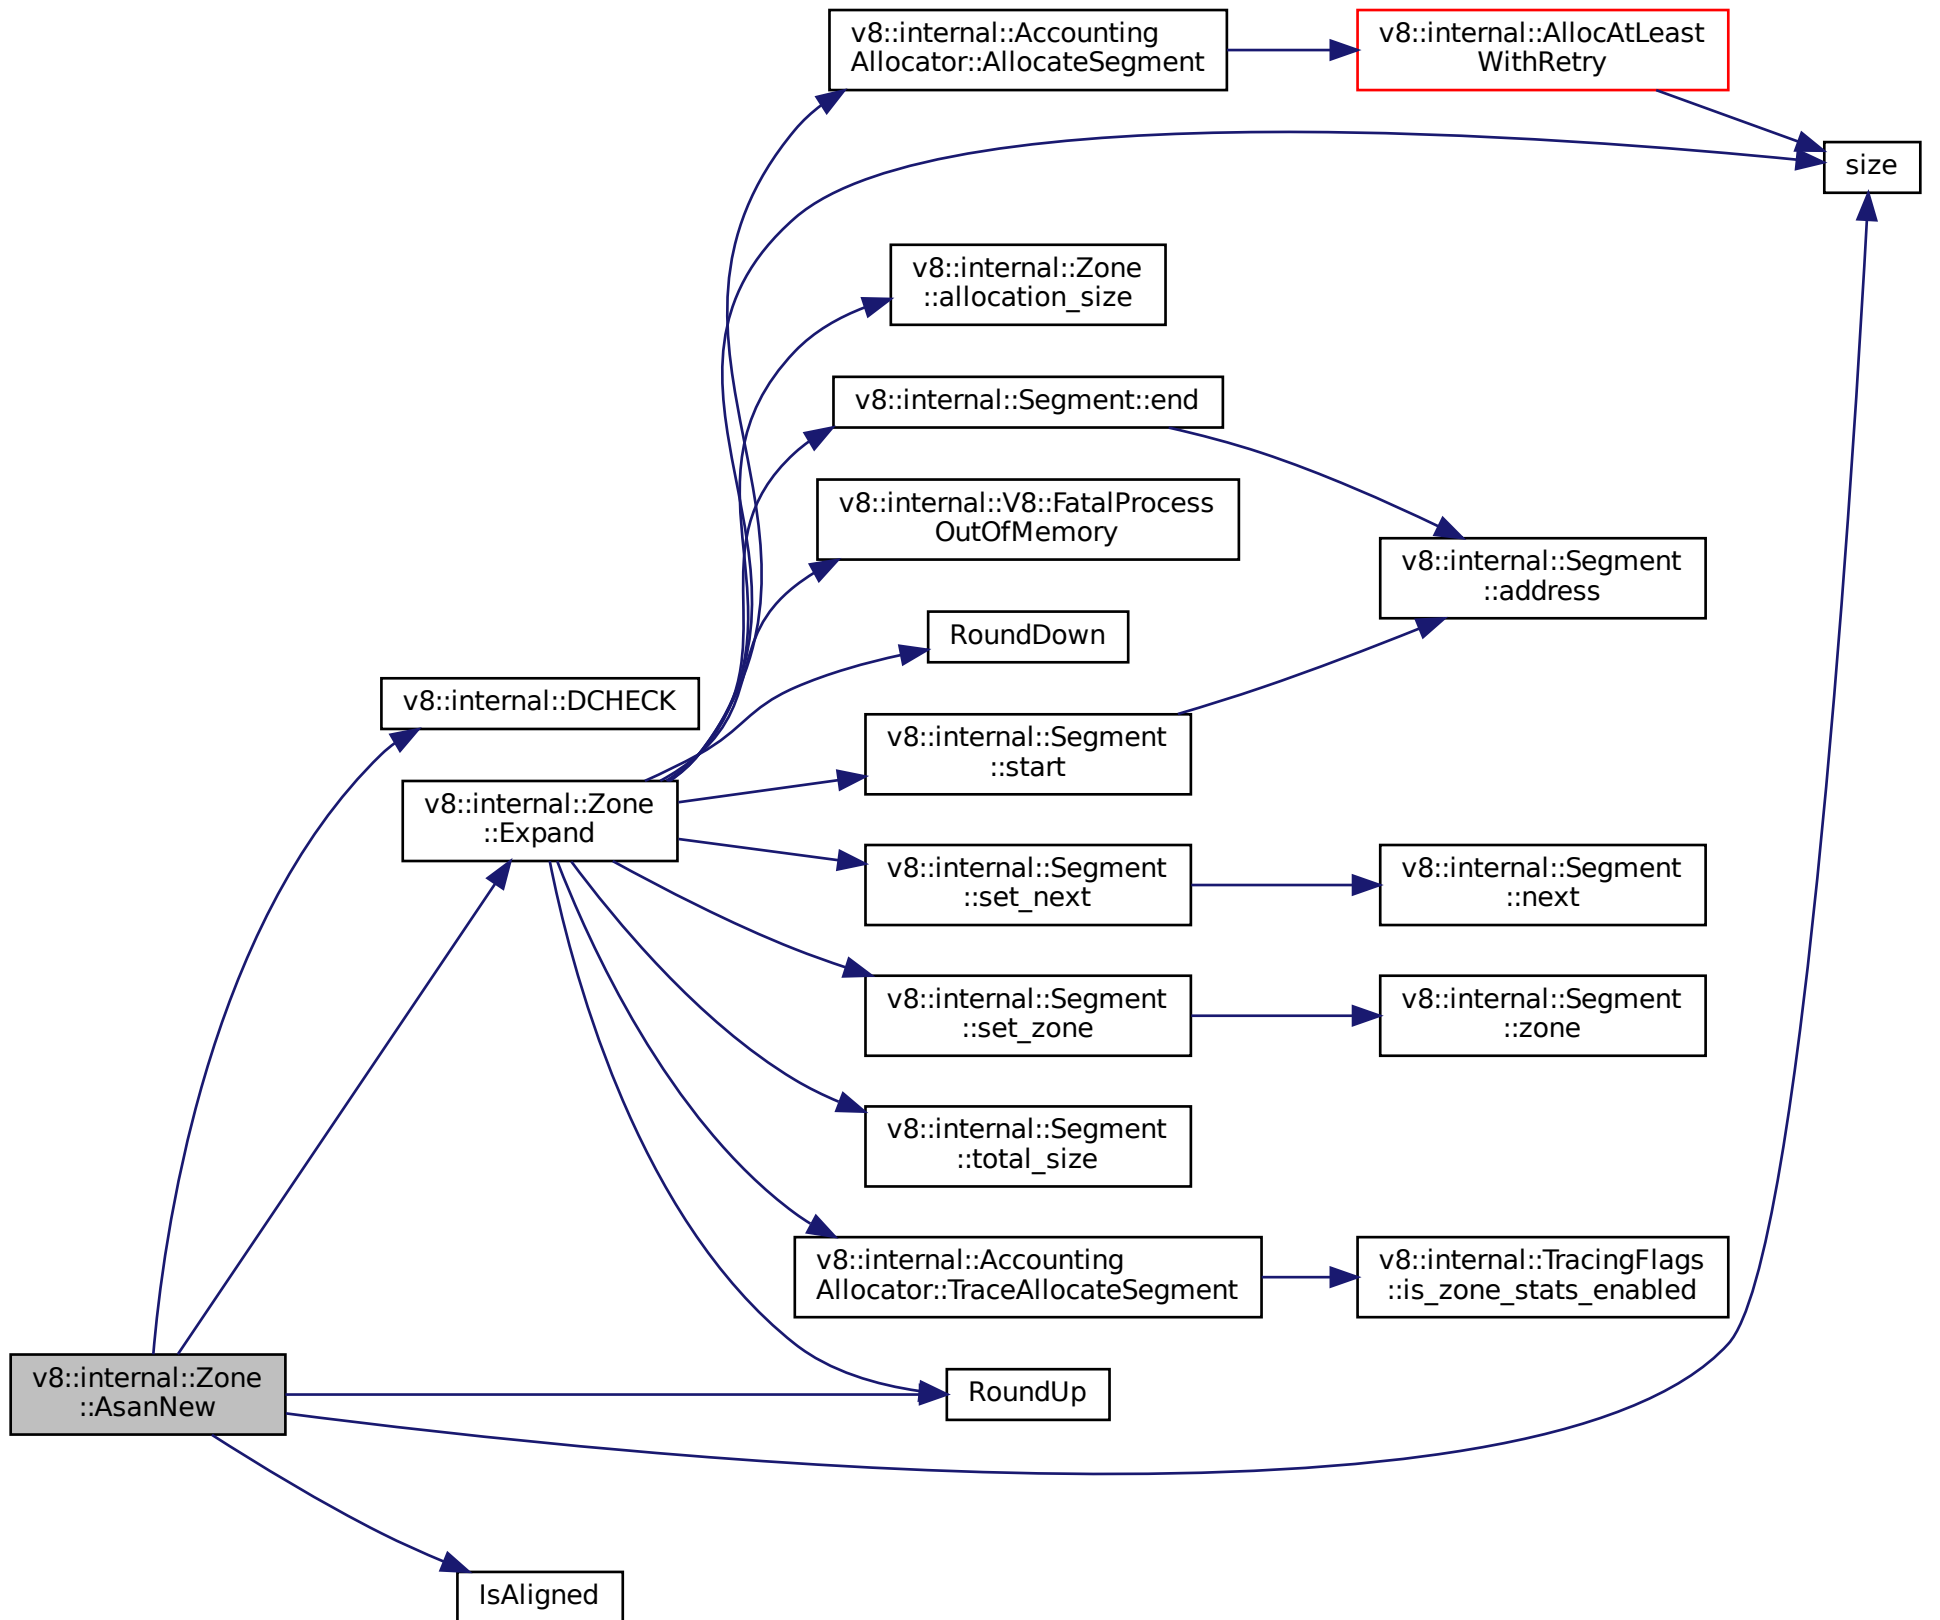 v8::internal::Accounting
Allocator::AllocateSegment
v8::internal::AllocAtLeast
WithRetry
size
v8::internal::Zone
::allocation_size
v8::internal::Segment::end
v8::internal::V8::FatalProcess
OutOfMemory
v8::internal::Segment
::address
RoundDown
v8::internal::DCHECK
v8::internal::Segment
::start
v8::internal::Zone
::Expand
v8::internal::Segment
::set_next
v8::internal::Segment
::next
v8::internal::Segment
::set_zone
v8::internal::Segment
::zone
v8::internal::Segment
::total_size
v8::internal::Accounting
Allocator::TraceAllocateSegment
v8::internal::TracingFlags
::is_zone_stats_enabled
v8::internal::Zone
::AsanNew
RoundUp
IsAligned